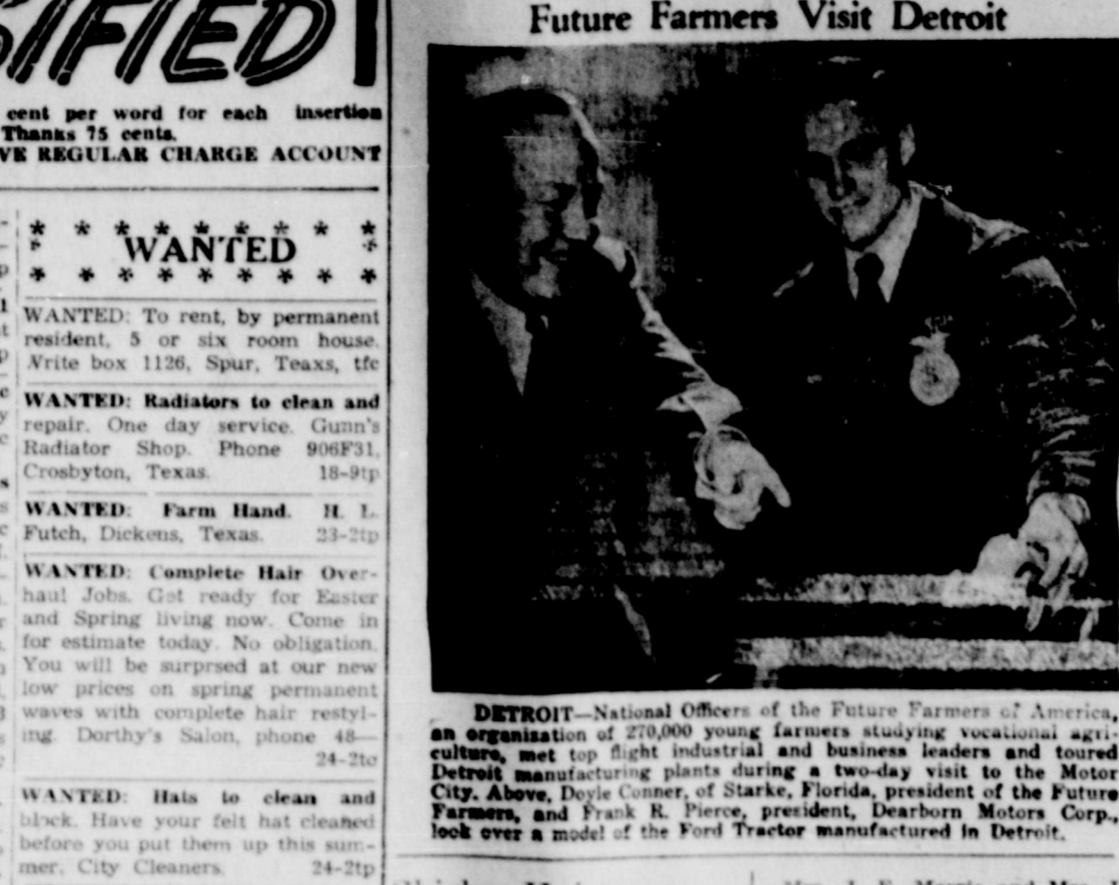 SIFIED
cent per word for each insertion
Thanks 75 cents.
VE REGULAR CHARGE ACCOUNT
WANTED
WANTED: To rent, by permanent
resident, 5 or six room house.
Write box 1126, Spur, Teaxs, tfc
WANTED: Radiators to clean and
repair. One day service. Gunn's
Radiator Shop. Phone 906F31,
Crosbyton, Texas. 18-9tp
WANTED: Farm Hand. H. L.
Futch, Dickens, Texas. 23-2tp
WANTED: Complete Hair Over-
haul Jobs. Get ready for Easter
and Spring living now. Come in
for estimate today. No obligation.
You will be surprsed at our new
low prices on spring permanent
waves with complete hair restyl-
ing. Dorthy's Salon, phone 48—
24-2tc
WANTED: Hats to clean and
block. Have your felt hat cleaned
before you put them up this sum-
mer. City Cleaners. 24-2tp
Future Farmers Visit Detroit
DETROIT—National Officers of the Future Farmers of America,
an organization of 270,000 young farmers studying vocational agri-
culture, met top flight industrial and business leaders and toured
Detroit manufacturing plants during a two-day visit to the Motor
City. Above, Doyle Conner, of Starke, Florida, president of the Future
Farmers, and Frank R. Pierce, president, Dearborn Motors Corp.,
look over a model of the Ford Tractor manufactured in Detroit.